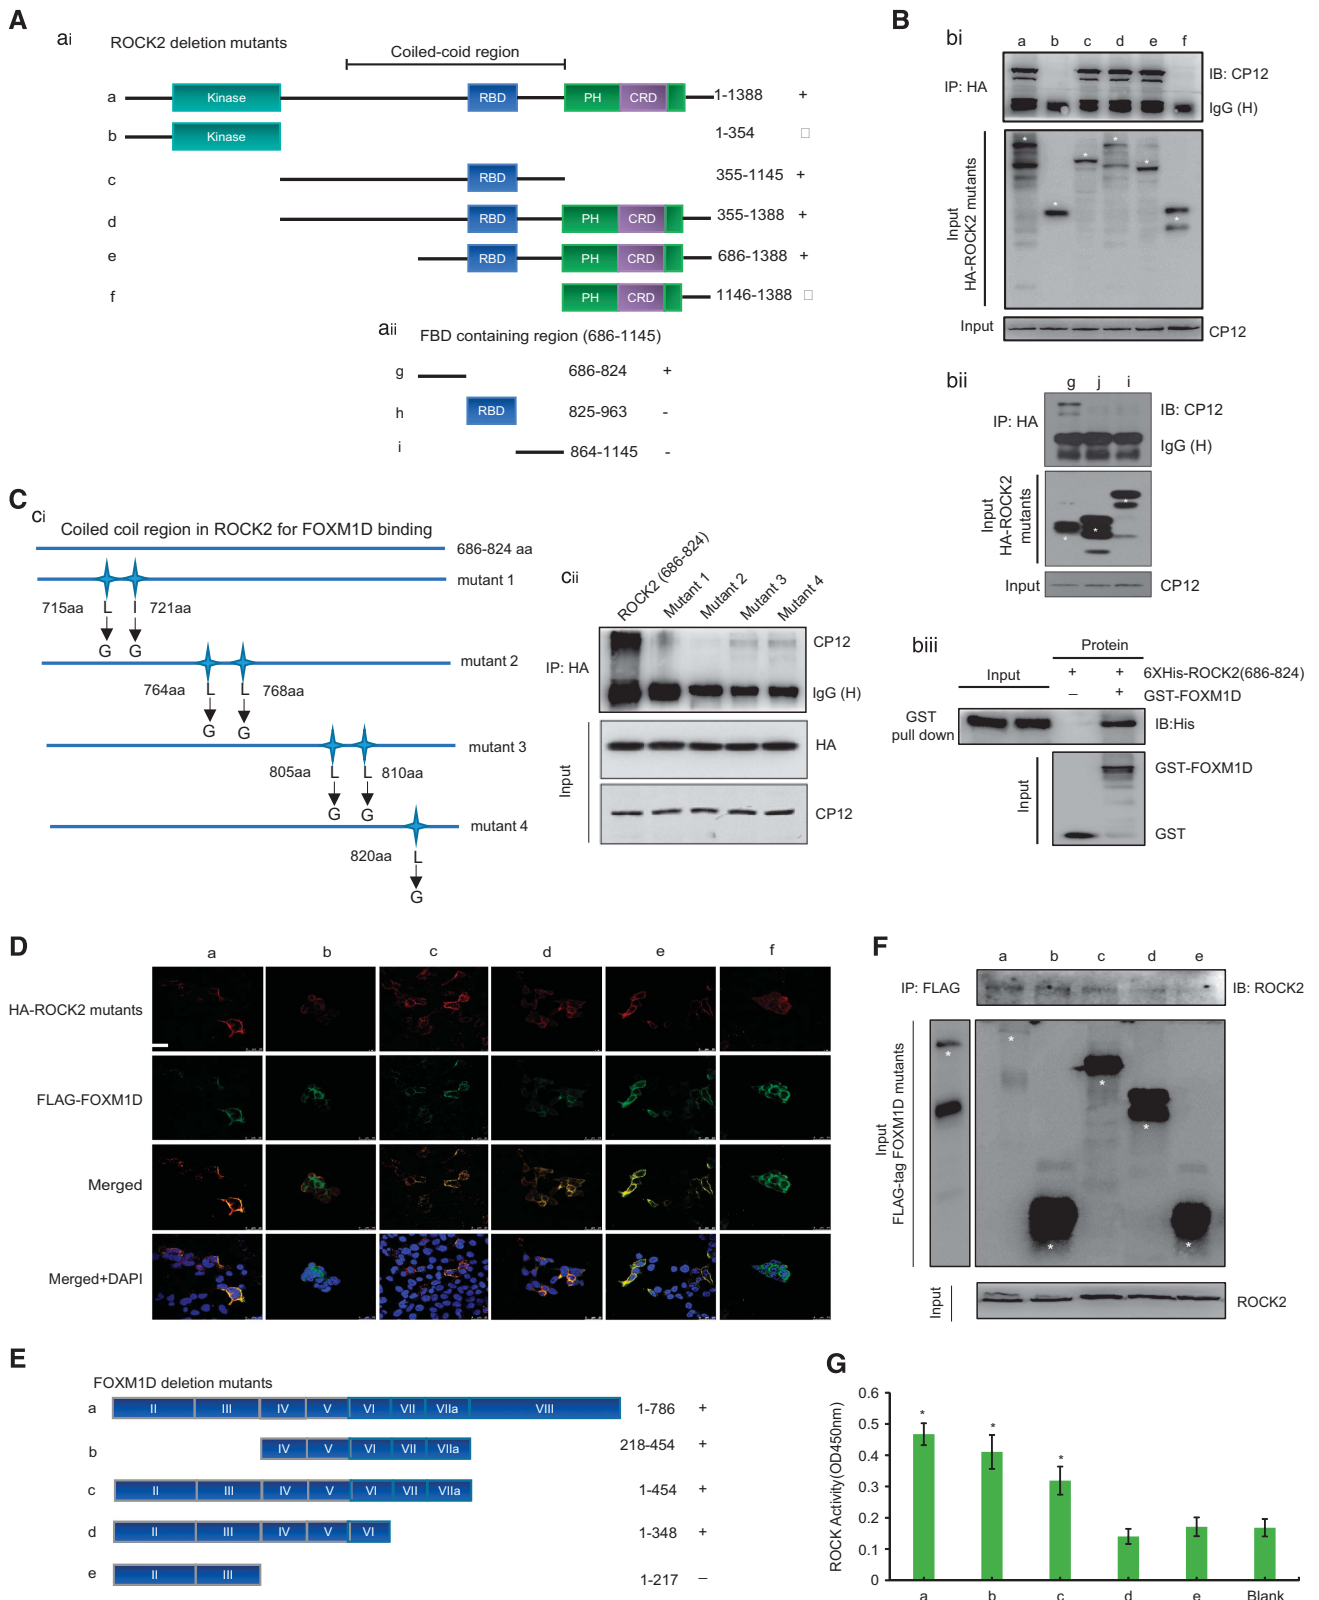 A
ai
ROCK2 deletion mutants
Coiled-coid region
a Kinase RBD PH CRD 1-1388 +
b Kinase 1-354 □
c RBD 355-1145 +
d RBD PH CRD 355-1388 +
e RBD PH CRD 686-1388 +
f PH CRD 1146-1388 □
aii
FBD containing region (686-1145)
g 686-824 +
h RBD 825-963 -
i 864-1145 -
B
bi
a b c d e f
IP: HA
IB: CP12
IgG (H)
Input
HA-ROCK2 mutants
* * * * * *
Input
CP12
bii
g j i
IP: HA
IB: CP12
IgG (H)
Input
HA-ROCK2
mutants
* * *
Input
CP12
biii
Protein
Input
+ + 6XHis-ROCK2(686-824)
– + GST-FOXM1D
GST
pull down
IB:His
Input
GST-FOXM1D
GST
C
ci
Coiled coil region in ROCK2 for FOXM1D binding
686-824 aa
mutant 1
715aa L I 721aa
G G
mutant 2
764aa L L 768aa
G G
mutant 3
805aa L L 810aa
G G
mutant 4
820aa L
G
cii
ROCK2 (686-824)
Mutant 1
Mutant 2
Mutant 3
Mutant 4
IP: HA
CP12
IgG (H)
Input
HA
CP12
D
a b c d e f
HA-ROCK2 mutants
FLAG-FOXM1D
Merged
Merged+DAPI
E
FOXM1D deletion mutants
a II III IV V VI VII VIIa VIII 1-786 +
b IV V VI VII VIIa 218-454 +
c II III IV V VI VII VIIa 1-454 +
d II III IV V VI 1-348 +
e II III 1-217 –
F
a b c d e
IP: FLAG
IB: ROCK2
Input
FLAG-tag FOXM1D mutants
* * * * * *
Input
ROCK2
G
ROCK Activity(OD450nm)
0.6
0.5
0.4
0.3
0.2
0.1
0
* * *
a b c d e Blank